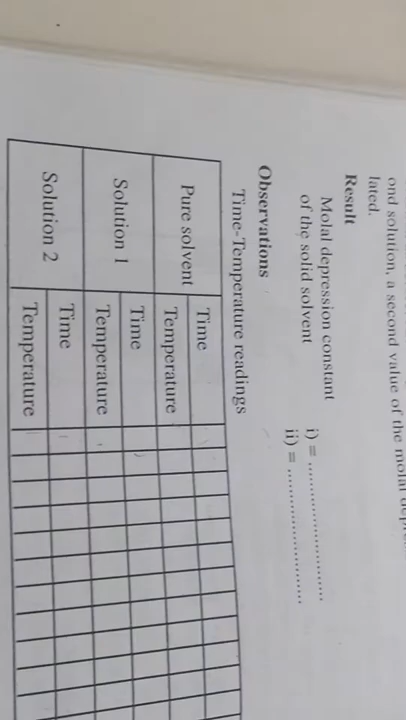 ond solution, a second value of the molal
lated.
Result
Molal depression constant
of the solid solvent
i) = ........................
ii) = ........................
Observations
Time-Temperature readings
Pure solvent
Time
Temperature
Solution 1
Time
Temperature
Solution 2
Time
Temperature